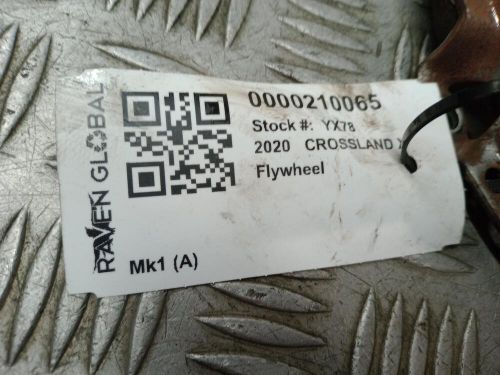 RAVEN GLOBAL
0000210065
Stock #: YX78
2020 CROSSLAND X
Flywheel
Mk1 (A)